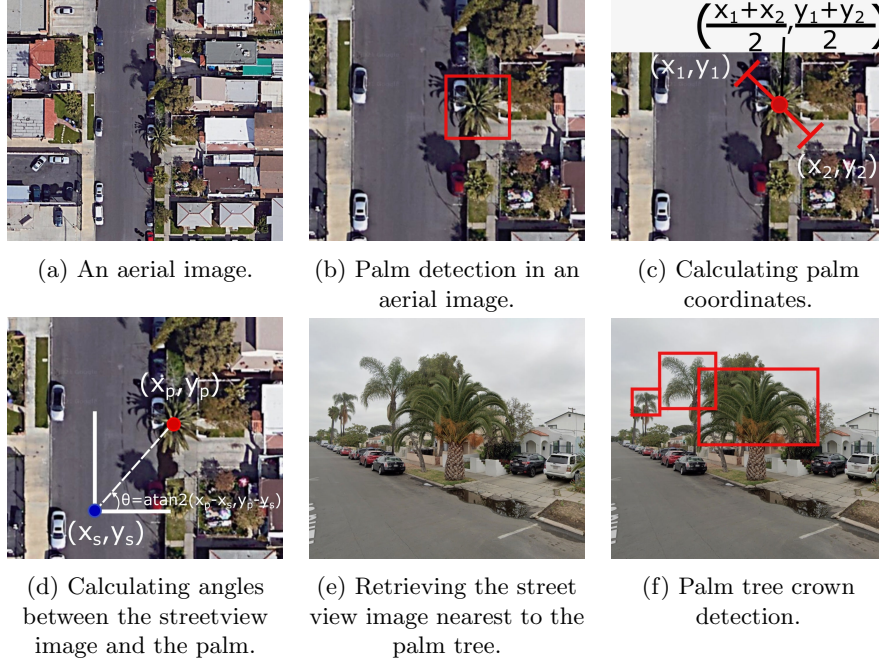 (x₁+x₂/2, y₁+y₂/2)
(x₁,y₁)
(x₂,y₂)
(a) An aerial image.
(b) Palm detection in an
aerial image.
(c) Calculating palm
coordinates.
(xₚ,yₚ)
θ=atan2(xₚ-xₛ,yₚ-yₛ)
(xₛ,yₛ)
(d) Calculating angles
between the streetview
image and the palm.
(e) Retrieving the street
view image nearest to the
palm tree.
(f) Palm tree crown
detection.